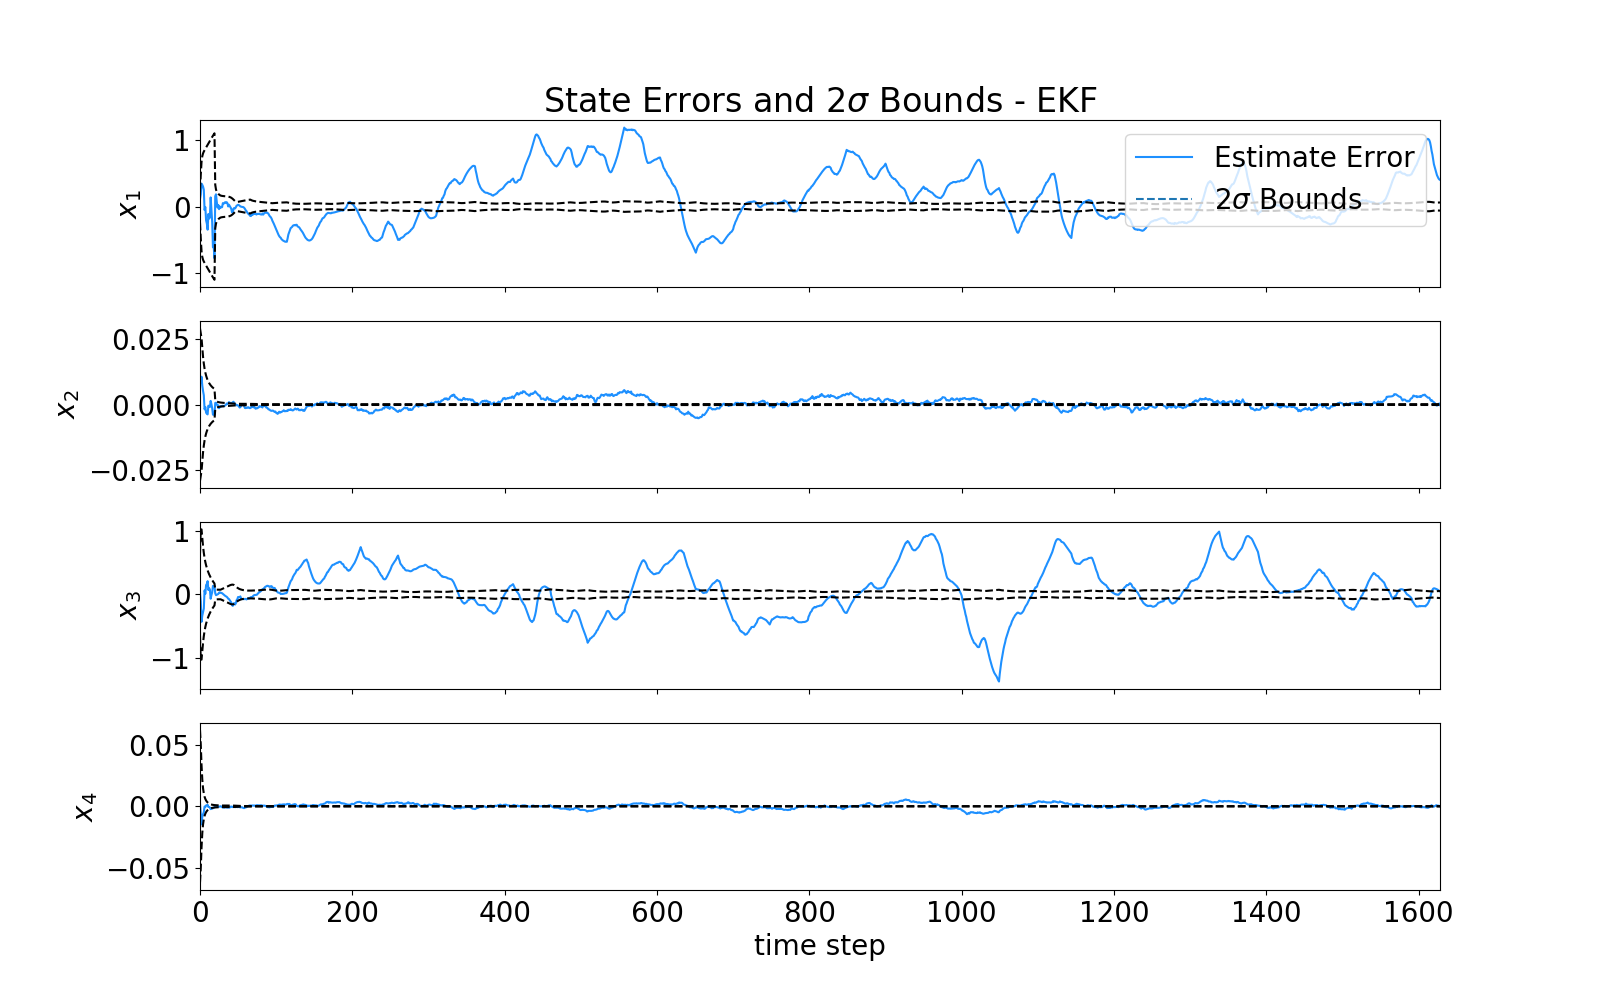 State Errors and 2σ Bounds - EKF
1
0
−1
x₁
Estimate Error
2σ Bounds
0.025
0.000
−0.025
x₂
1
0
−1
x₃
0.05
0.00
−0.05
x₄
0 200 400 600 800 1000 1200 1400 1600
time step